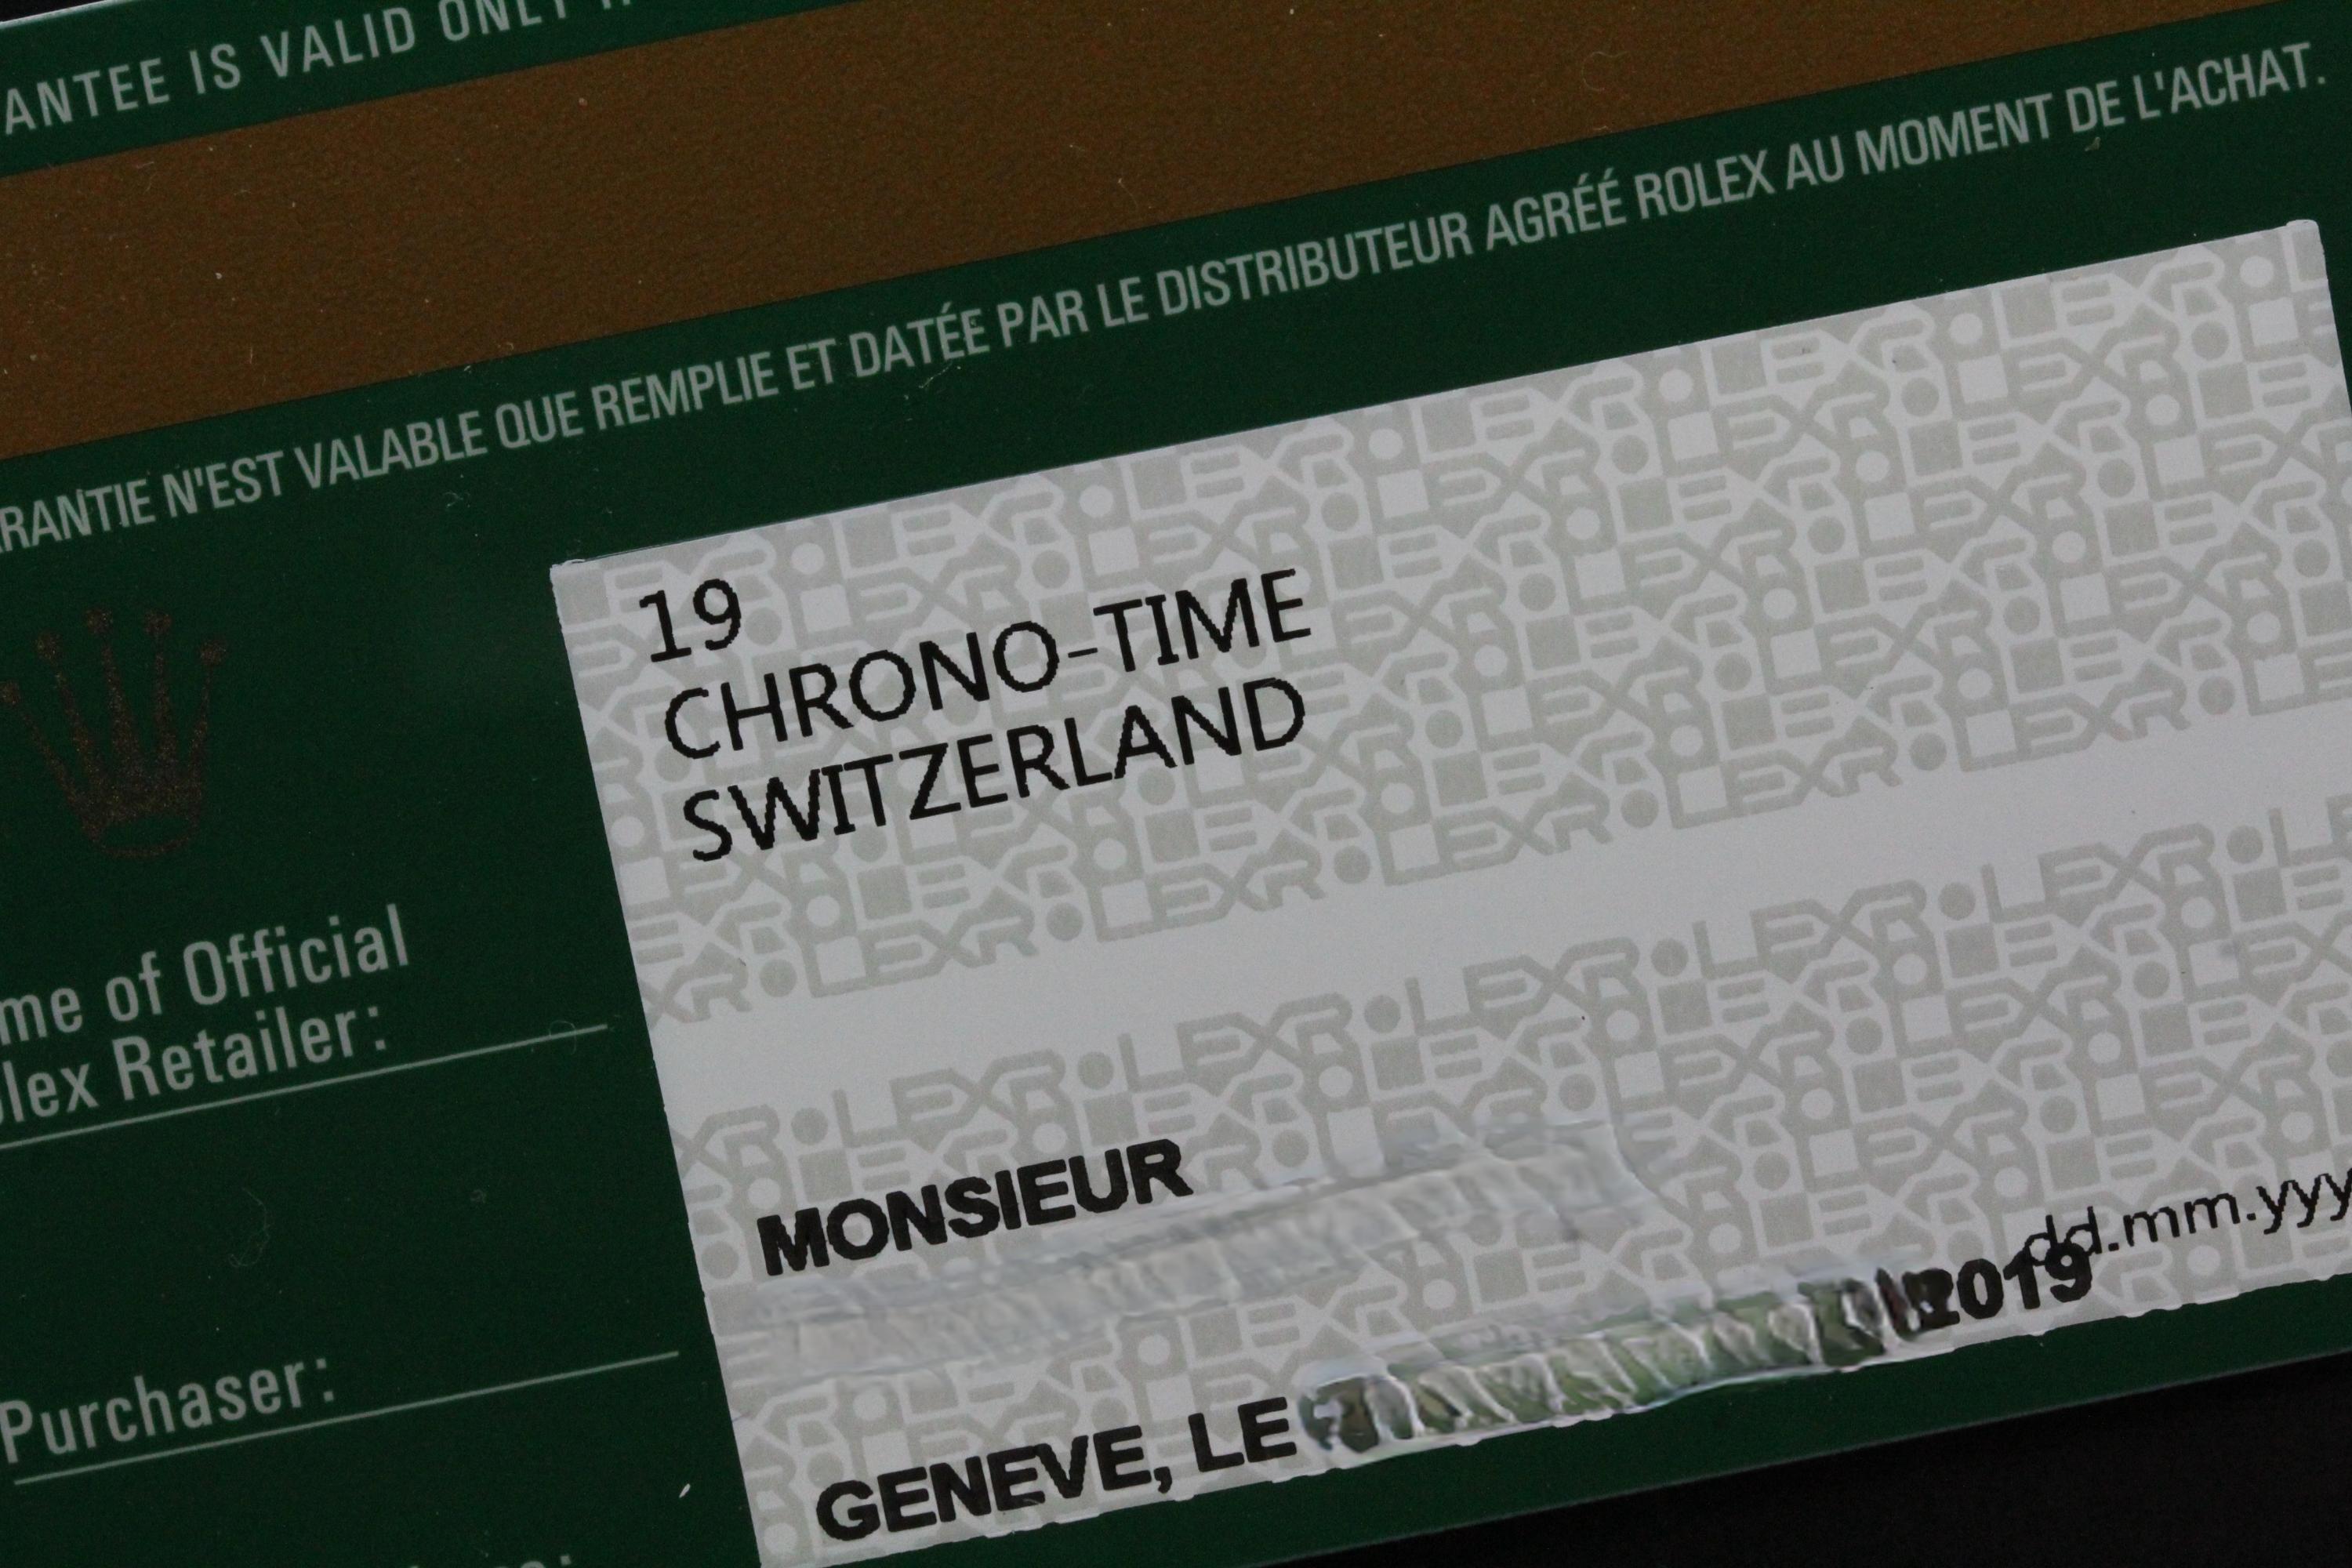 ANTEE IS VALID ONLY
RANTIE N'EST VALABLE QUE REMPLIE ET DATÉE PAR LE DISTRIBUTEUR AGRÉÉ ROLEX AU MOMENT DE L'ACHAT.
19
CHRONO-TIME
SWITZERLAND
me of Official
lex Retailer:
MONSIEUR
dd.mm.yyy
Purchaser:
GENEVE, LE 2019